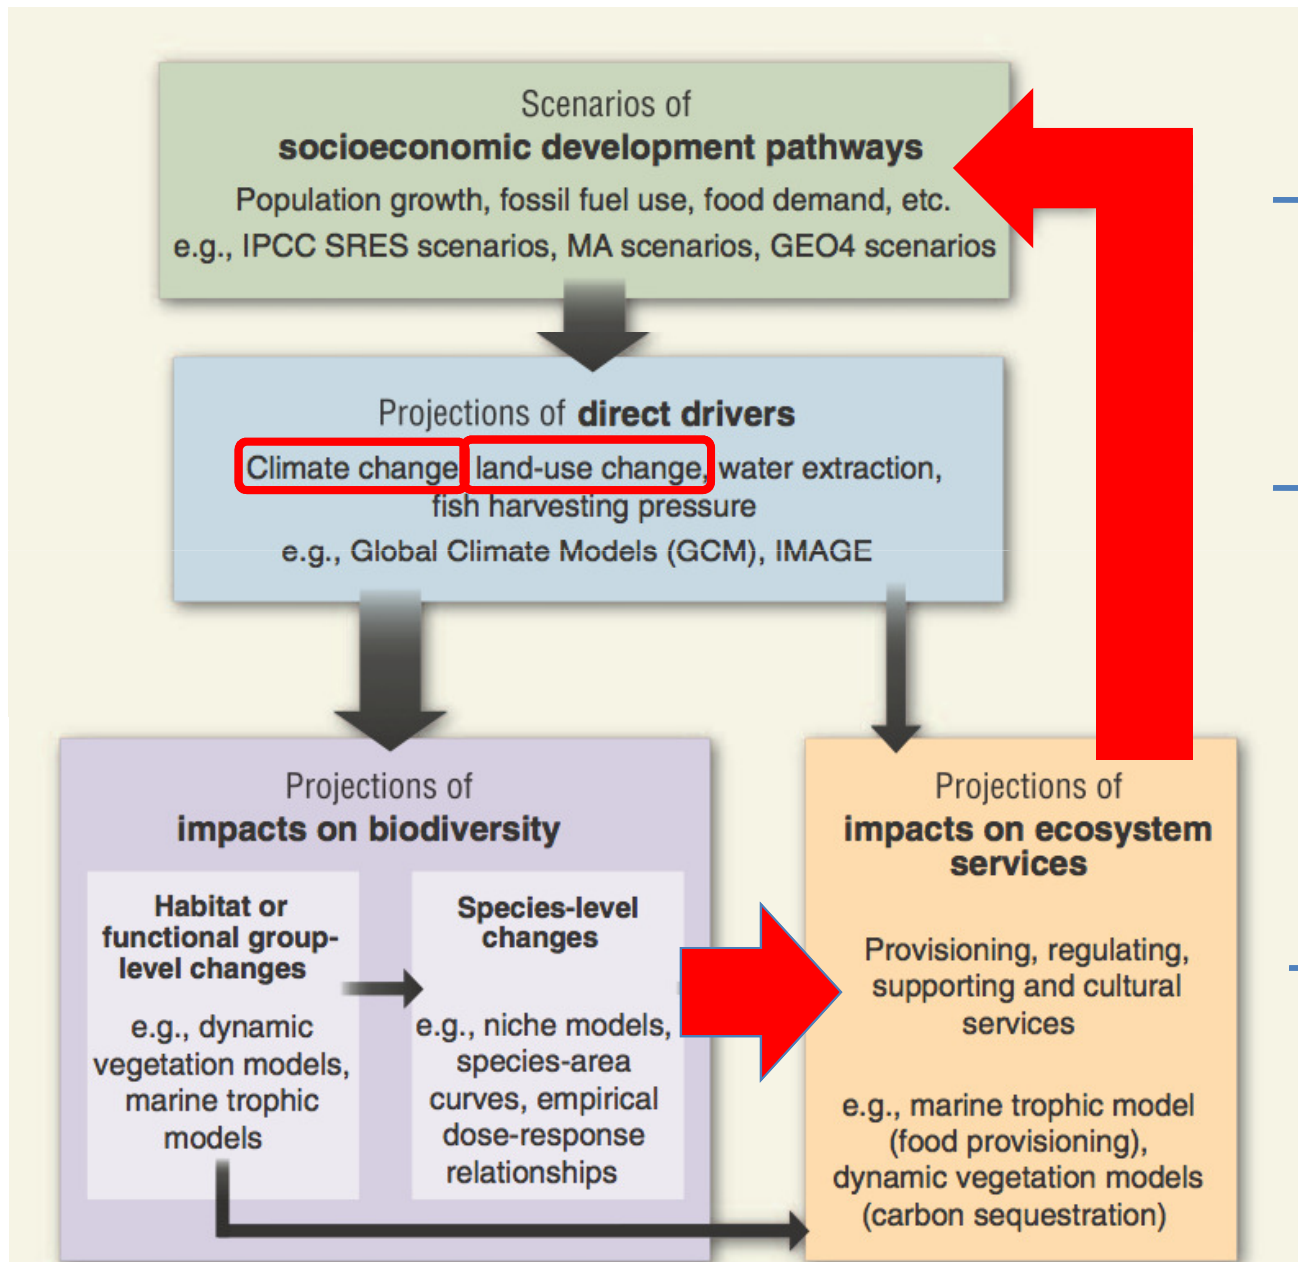 Scenarios of
socioeconomic development pathways
Population growth, fossil fuel use, food demand, etc.
e.g., IPCC SRES scenarios, MA scenarios, GEO4 scenarios
Projections of direct drivers
Climate change land-use change, water extraction,
fish harvesting pressure
e.g., Global Climate Models (GCM), IMAGE
Projections of
impacts on biodiversity
Habitat or
functional group-
level changes
e.g., dynamic
vegetation models,
marine trophic
models
Species-level
changes
e.g., niche models,
species-area
curves, empirical
dose-response
relationships
Projections of
impacts on ecosystem
services
Provisioning, regulating,
supporting and cultural
services
e.g., marine trophic model
(food provisioning),
dynamic vegetation models
(carbon sequestration)